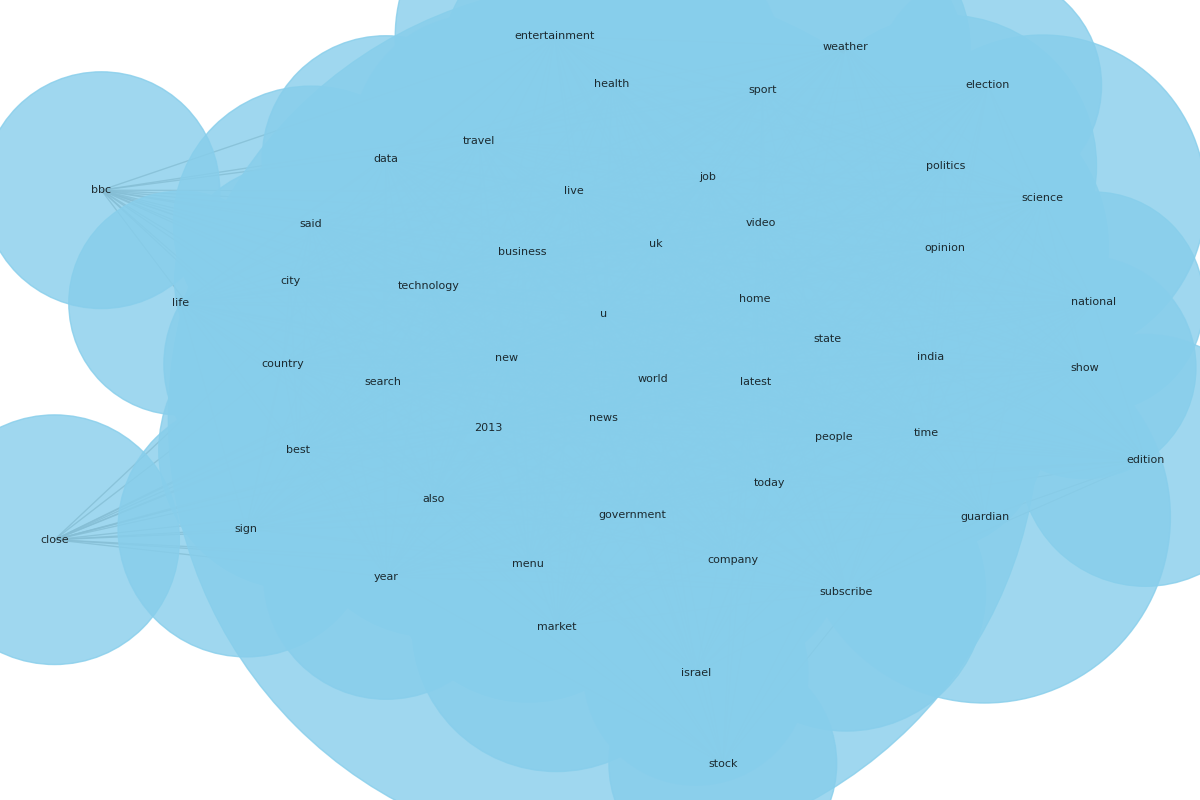 entertainment
weather
health
sport
election
travel
data
politics
job
bbc
live
science
said
video
uk
opinion
business
city
technology
home
life
national
u
state
new
india
country
show
world
search
latest
news
2013
time
people
best
edition
today
also
government
guardian
sign
close
company
menu
year
subscribe
market
israel
stock